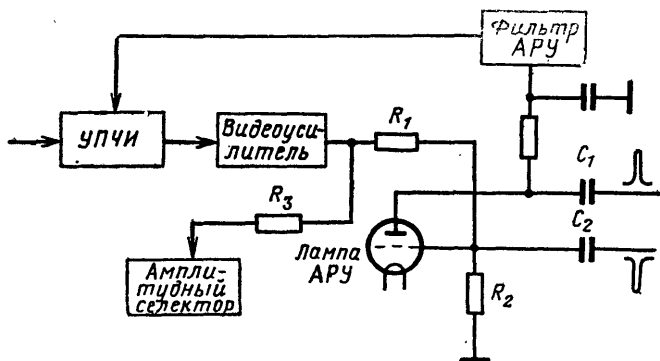 Фильтр
АРУ
УПЧИ
Видеоуси-
литель
R₁
C₁
R₃
C₂
Лампа
АРУ
Ампли-
тудный
селектор
R₂